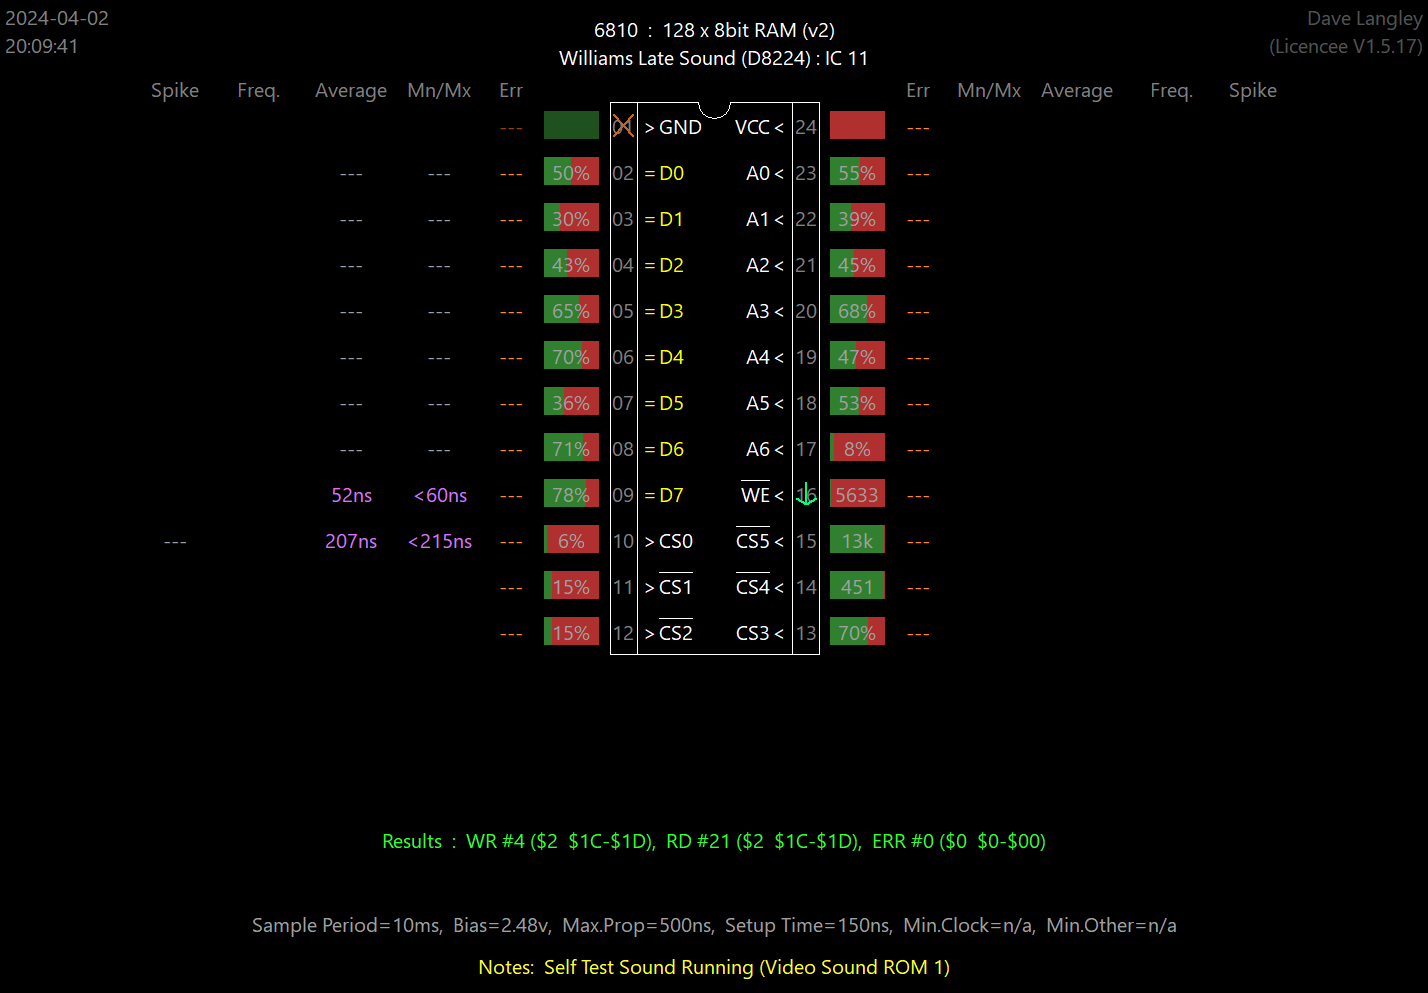 2024-04-02
20:09:41
6810 : 128 x 8bit RAM (v2)
Williams Late Sound (D8224) : IC 11
Dave Langley
(Licencee V1.5.17)
Spike Freq. Average Mn/Mx Err Err Mn/Mx Average Freq. Spike
--- 01 > GND VCC < 24 ---
--- --- --- 50% 02 = D0 A0 < 23 55% ---
--- --- --- 30% 03 = D1 A1 < 22 39% ---
--- --- --- 43% 04 = D2 A2 < 21 45% ---
--- --- --- 65% 05 = D3 A3 < 20 68% ---
--- --- --- 70% 06 = D4 A4 < 19 47% ---
--- --- --- 36% 07 = D5 A5 < 18 53% ---
--- --- --- 71% 08 = D6 A6 < 17 8% ---
52ns <60ns --- 78% 09 = D7 WE < 16 5633 ---
--- 207ns <215ns --- 6% 10 > CS0 CS5 < 15 13k ---
--- 15% 11 > CS1 CS4 < 14 451 ---
--- 15% 12 > CS2 CS3 < 13 70% ---
Results : WR #4 ($2 $1C-$1D), RD #21 ($2 $1C-$1D), ERR #0 ($0 $0-$00)
Sample Period=10ms, Bias=2.48v, Max.Prop=500ns, Setup Time=150ns, Min.Clock=n/a, Min.Other=n/a
Notes: Self Test Sound Running (Video Sound ROM 1)